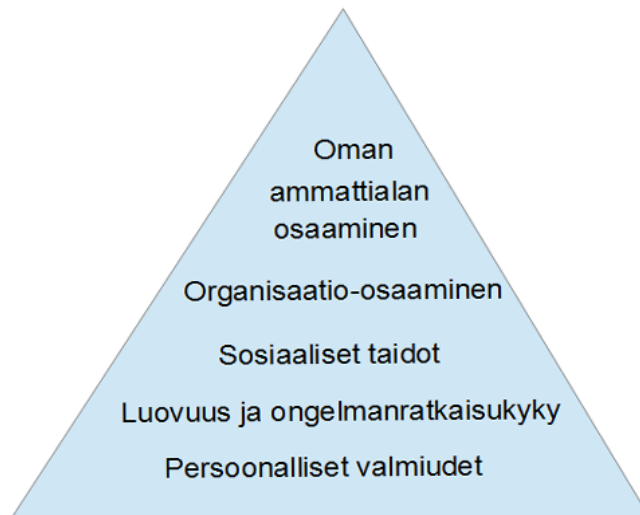 Oman
ammattialan
osaaminen
Organisaatio-osaaminen
Sosiaaliset taidot
Luovuus ja ongelmanratkaisukyky
Persoonalliset valmiudet